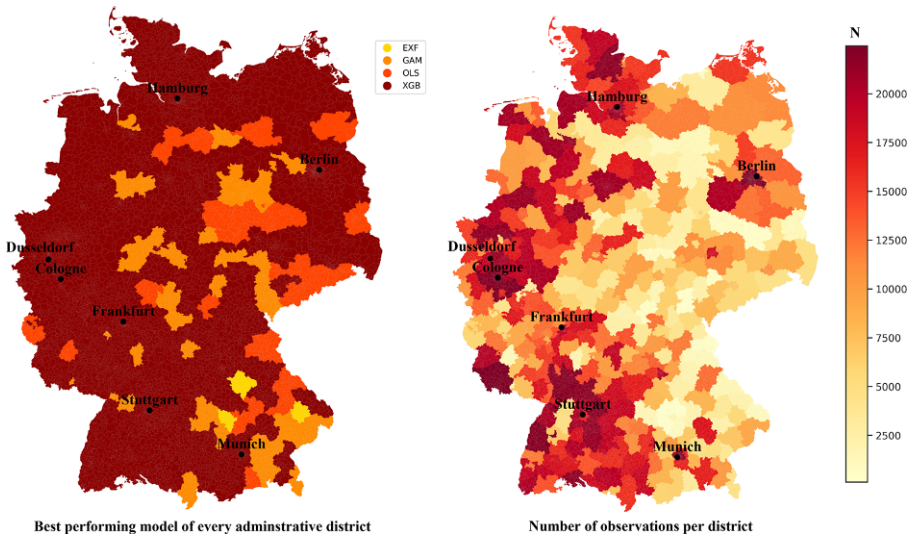 EXF
GAM
OLS
XGB
Hamburg
Berlin
Dusseldorf
Cologne
Frankfurt
Stuttgart
Munich
Best performing model of every adminstrative district
N
20000
17500
15000
12500
10000
7500
5000
2500
Hamburg
Berlin
Dusseldorf
Cologne
Frankfurt
Stuttgart
Munich
Number of observations per district